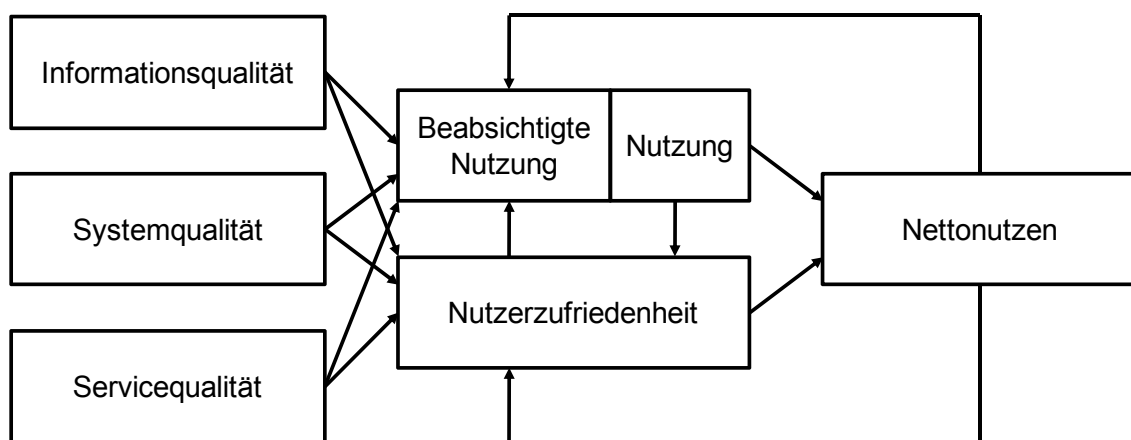 Informationsqualität
Beabsichtigte
Nutzung
Nutzung
Systemqualität
Nettonutzen
Nutzerzufriedenheit
Servicequalität